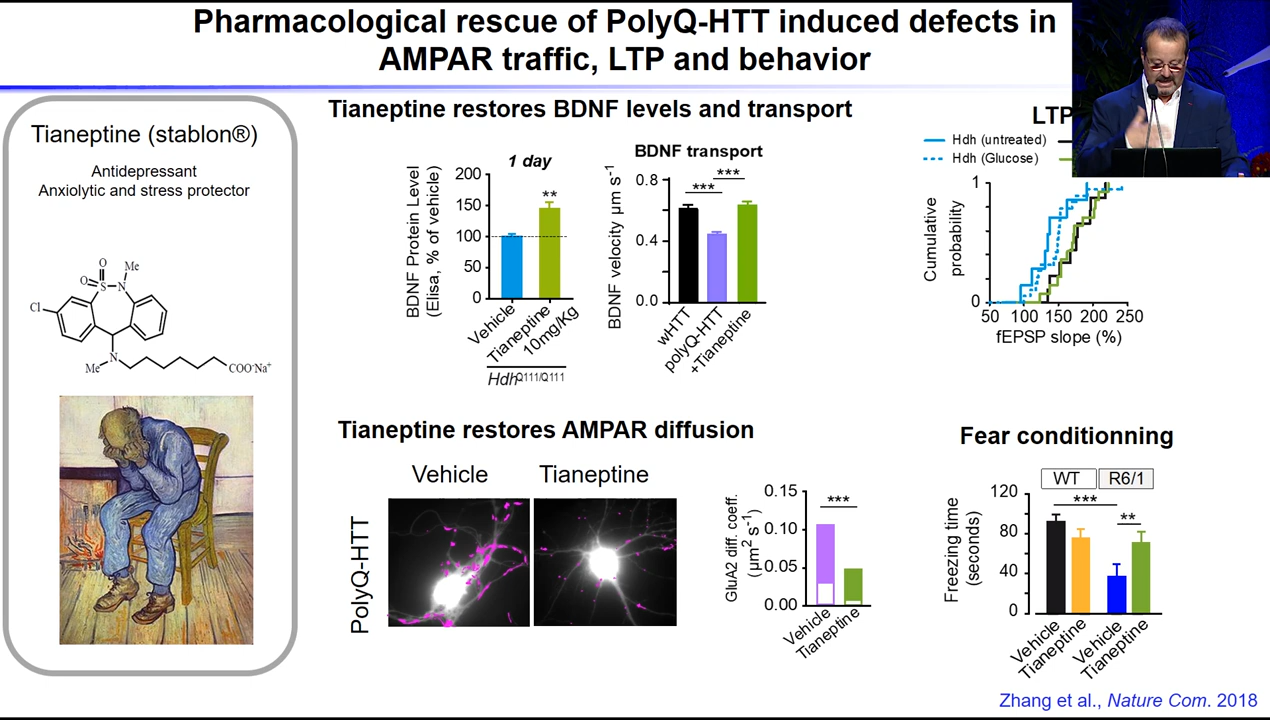 Pharmacological rescue of PolyQ-HTT induced defects in
AMPAR traffic, LTP and behavior
Tianeptine (stablon®)
Antidepressant
Anxiolytic and stress protector
O
O
S
N
Me
Cl
N
Me
COO⁻Na⁺
Tianeptine restores BDNF levels and transport
1 day
BDNF Protein Level
(Elisa, % of vehicle)
200
150
100
50
0
**
Vehicle
Tianeptine
10mg/Kg
Hdh Q111/Q111
BDNF transport
BDNF velocity µm s⁻¹
0.8
0.4
0.0
***
***
wHTT
polyQ-HTT
+Tianeptine
LTP
Hdh (untreated)
Hdh (Glucose)
Cumulative
probability
1
0
50 100 150 200 250
fEPSP slope (%)
Tianeptine restores AMPAR diffusion
Vehicle Tianeptine
PolyQ-HTT
GluA2 diff. coeff.
(µm² s⁻¹)
0.15
0.10
0.05
0.00
***
Vehicle
Tianeptine
Fear conditionning
WT R6/1
Freezing time
(seconds)
120
80
40
0
***
**
Vehicle
Tianeptine
Vehicle
Tianeptine
Zhang et al., Nature Com. 2018